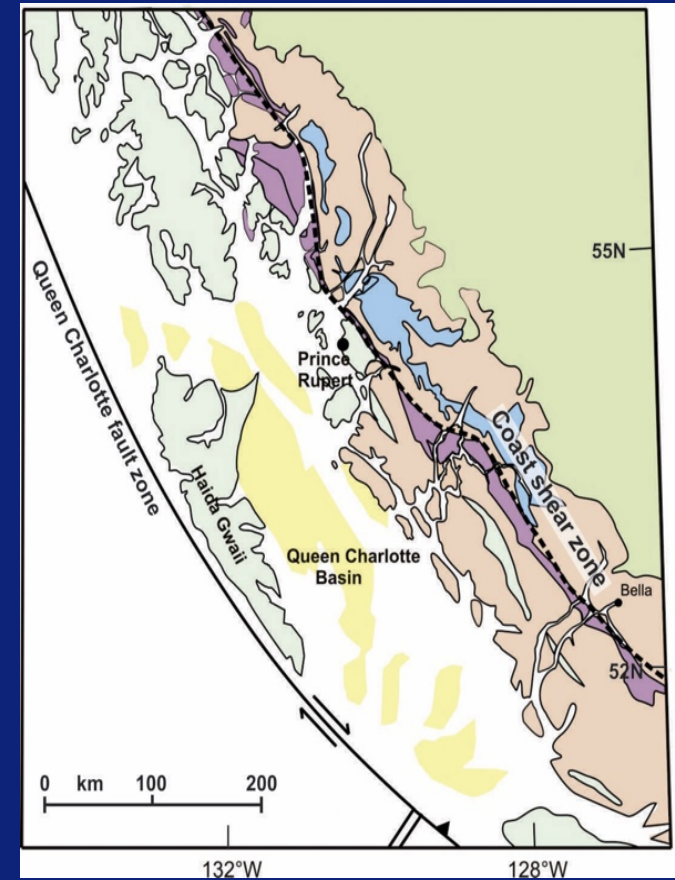 55N
Queen Charlotte fault zone
Prince
Rupert
Haida Gwaii
Coast shear zone
Queen Charlotte
Basin
Bella
52N
0 km 100 200
132°W 128°W